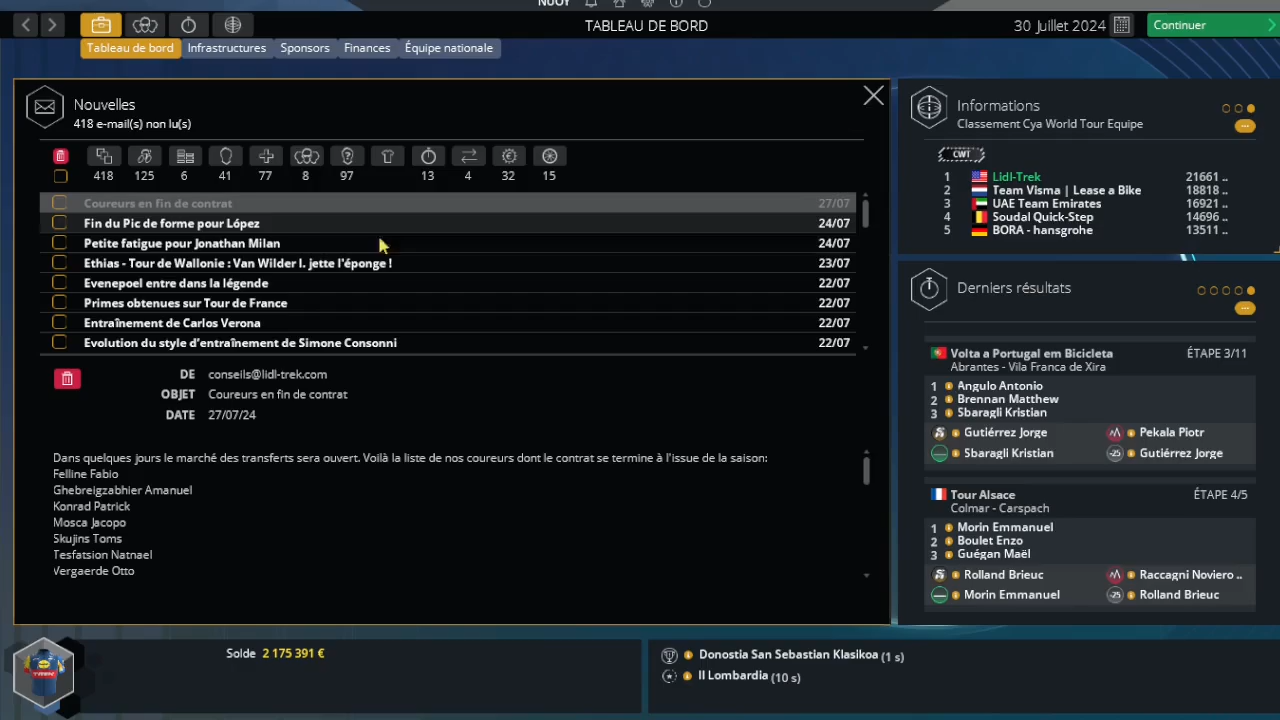 NUOY
TABLEAU DE BORD
30 Juillet 2024
Continuer
Tableau de bord
Infrastructures
Sponsors
Finances
Équipe nationale
Nouvelles
418 e-mail(s) non lu(s)
418 125 6 41 77 8 97 13 4 32 15
Coureurs en fin de contrat 27/07
Fin du Pic de forme pour López 24/07
Petite fatigue pour Jonathan Milan 24/07
Ethias - Tour de Wallonie : Van Wilder I. jette l'éponge ! 23/07
Evenepoel entre dans la légende 22/07
Primes obtenues sur Tour de France 22/07
Entraînement de Carlos Verona 22/07
Evolution du style d'entraînement de Simone Consonni 22/07
DE conseils@lidl-trek.com
OBJET Coureurs en fin de contrat
DATE 27/07/24
Dans quelques jours le marché des transferts sera ouvert. Voilà la liste de nos coureurs dont le contrat se termine à l'issue de la saison:
Felline Fabio
Ghebreigzabhier Amanuel
Konrad Patrick
Mosca Jacopo
Skujins Toms
Tesfatsion Natnael
Vergaerde Otto
Informations
Classement Cya World Tour Equipe
CWT
1 Lidl-Trek 21661 ..
2 Team Visma | Lease a Bike 18818 ..
3 UAE Team Emirates 16921 ..
4 Soudal Quick-Step 14696 ..
5 BORA - hansgrohe 13511 ..
Derniers résultats
Volta a Portugal em Bicicleta ÉTAPE 3/11
Abrantes - Vila Franca de Xira
1 Angulo Antonio
2 Brennan Matthew
3 Sbaragli Kristian
Gutiérrez Jorge Pekala Piotr
Sbaragli Kristian -25 Gutiérrez Jorge
Tour Alsace ÉTAPE 4/5
Colmar - Carspach
1 Morin Emmanuel
2 Boulet Enzo
3 Guégan Maël
Rolland Brieuc Raccagni Noviero ..
Morin Emmanuel -25 Rolland Brieuc
Solde 2 175 391 €
Donostia San Sebastian Klasikoa (1 s)
Il Lombardia (10 s)